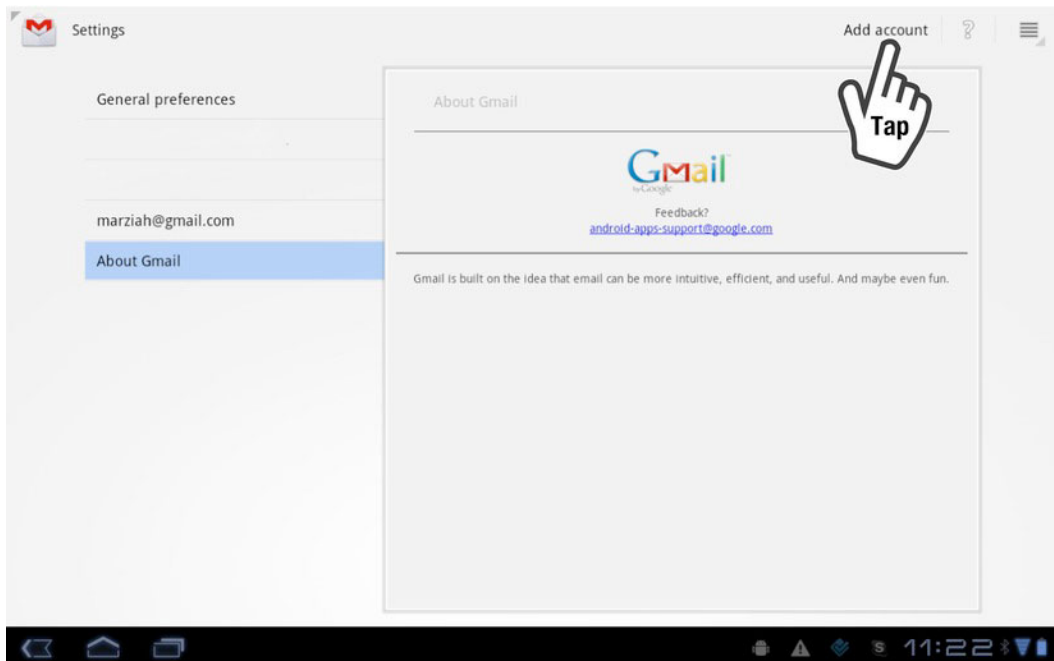 Settings
Add account
?
General preferences
About Gmail
Tap
Gmail
by Google
Feedback?
marziah@gmail.com
android-apps-support@google.com
About Gmail
Gmail is built on the idea that email can be more intuitive, efficient, and useful. And maybe even fun.
11:22